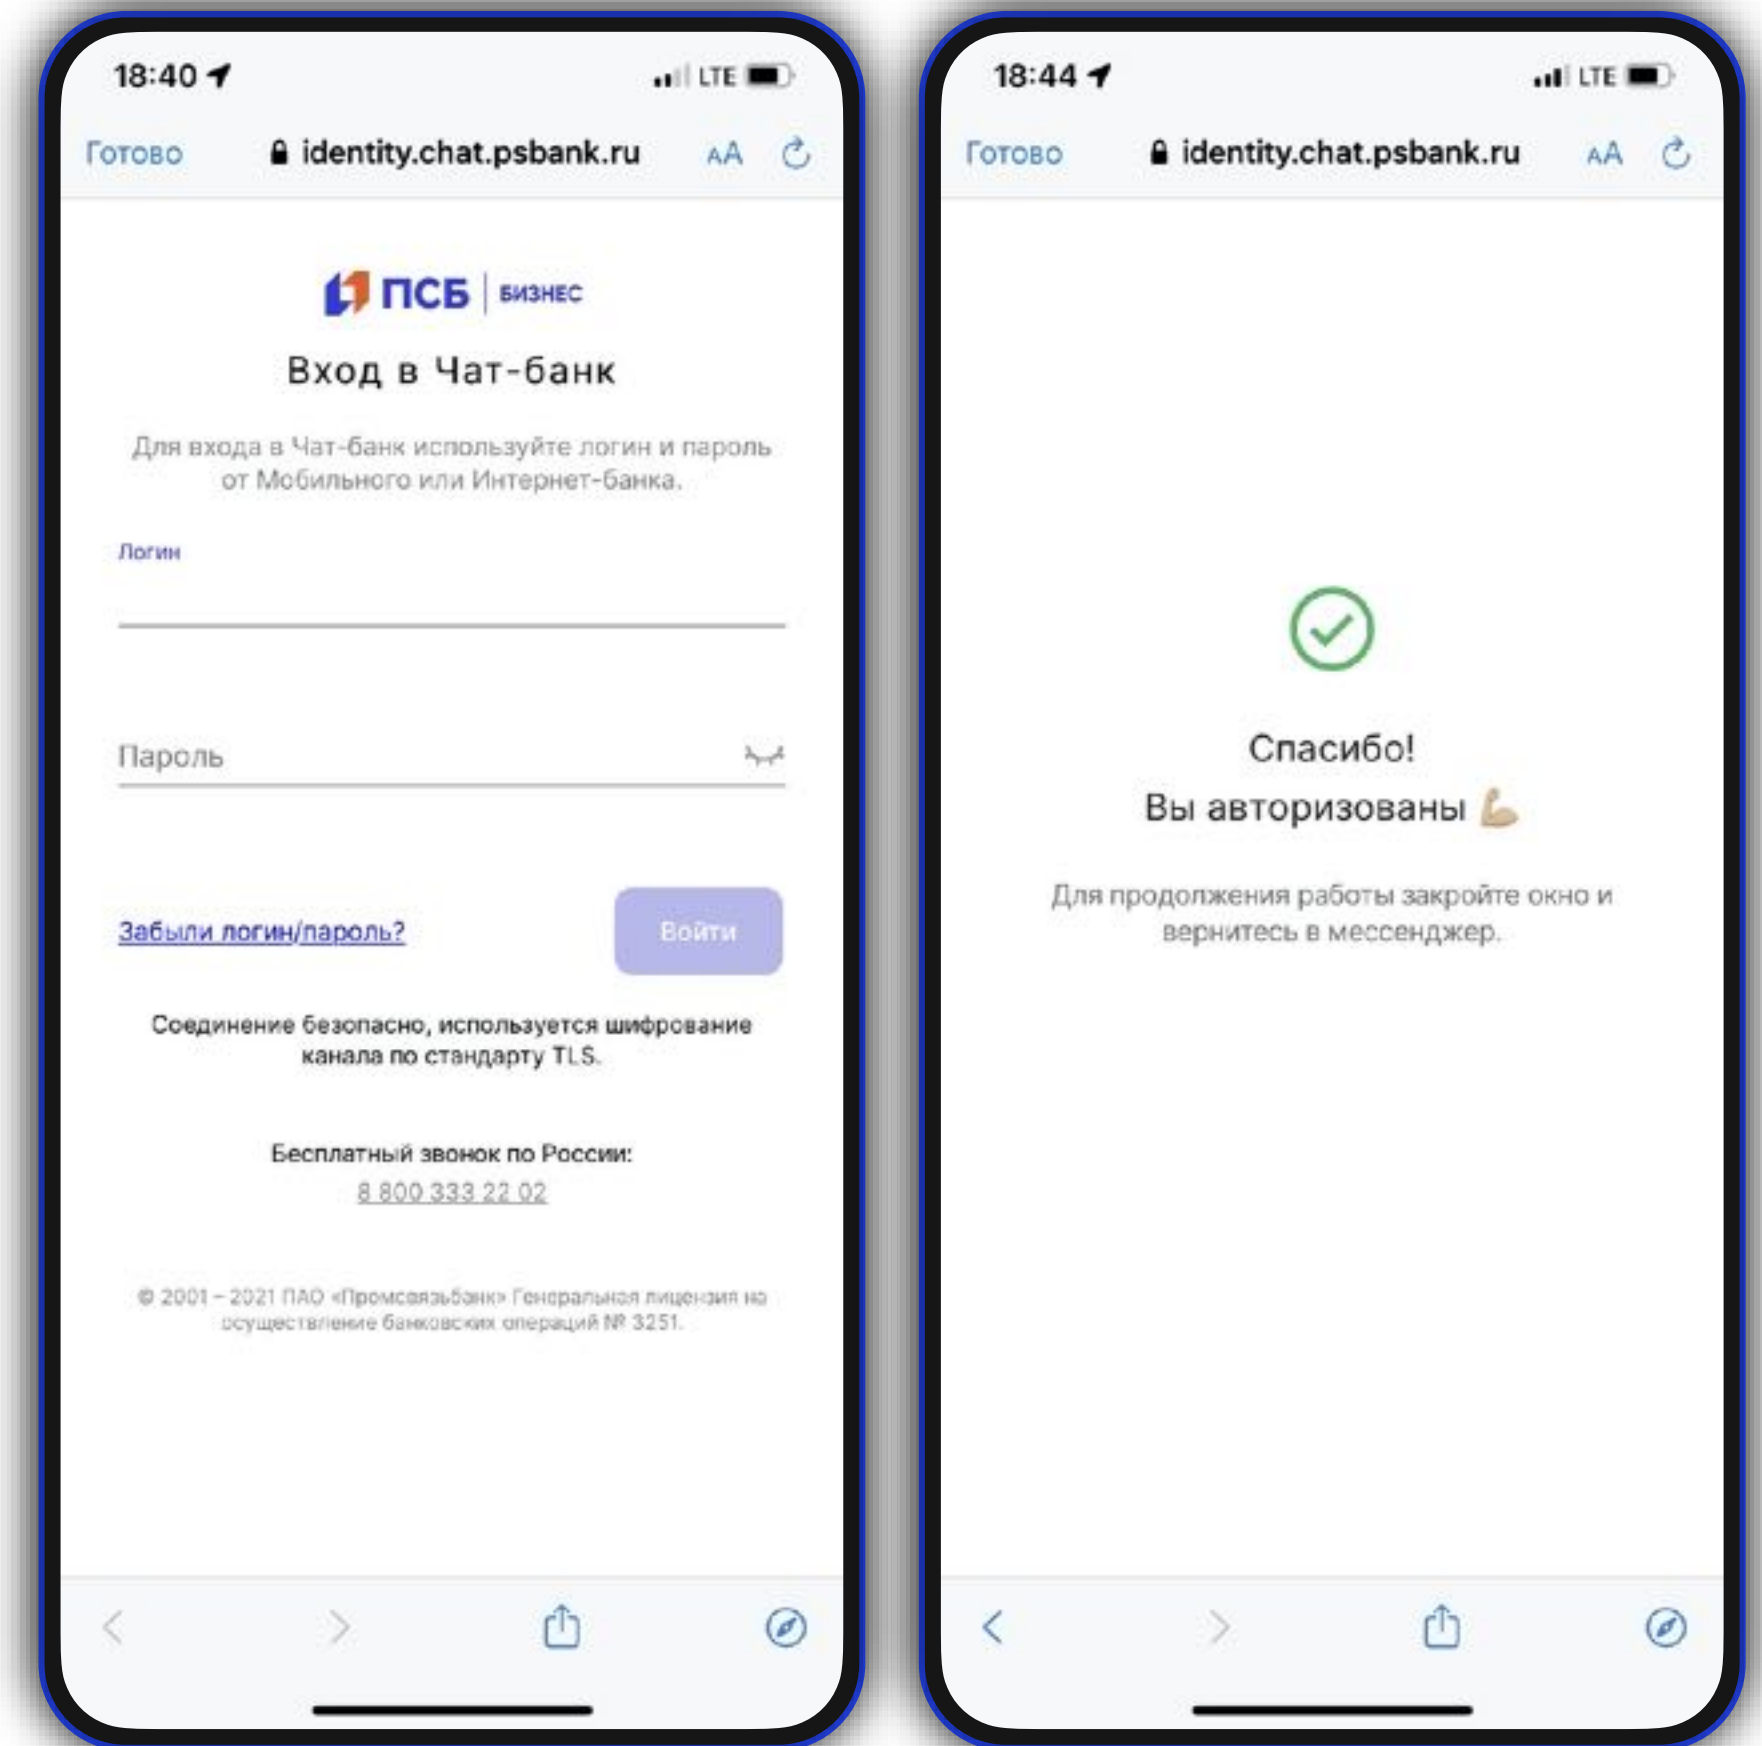 18:40
LTE
Готово
identity.chat.psbank.ru
AA
ПСБ
БИЗНЕС
Вход в Чат-банк
Для входа в Чат-банк используйте логин и пароль
от Мобильного или Интернет-банка.
Логин
Пароль
Забыли логин/пароль?
Войти
Соединение безопасно, используется шифрование
канала по стандарту TLS.
Бесплатный звонок по России:
8 800 333 22 02
© 2001 – 2021 ПАО «Промсвязьбанк» Генеральная лицензия на
осуществление банковских операций № 3251.
18:44
LTE
Готово
identity.chat.psbank.ru
AA
Спасибо!
Вы авторизованы 💪🏼
Для продолжения работы закройте окно и
вернитесь в мессенджер.